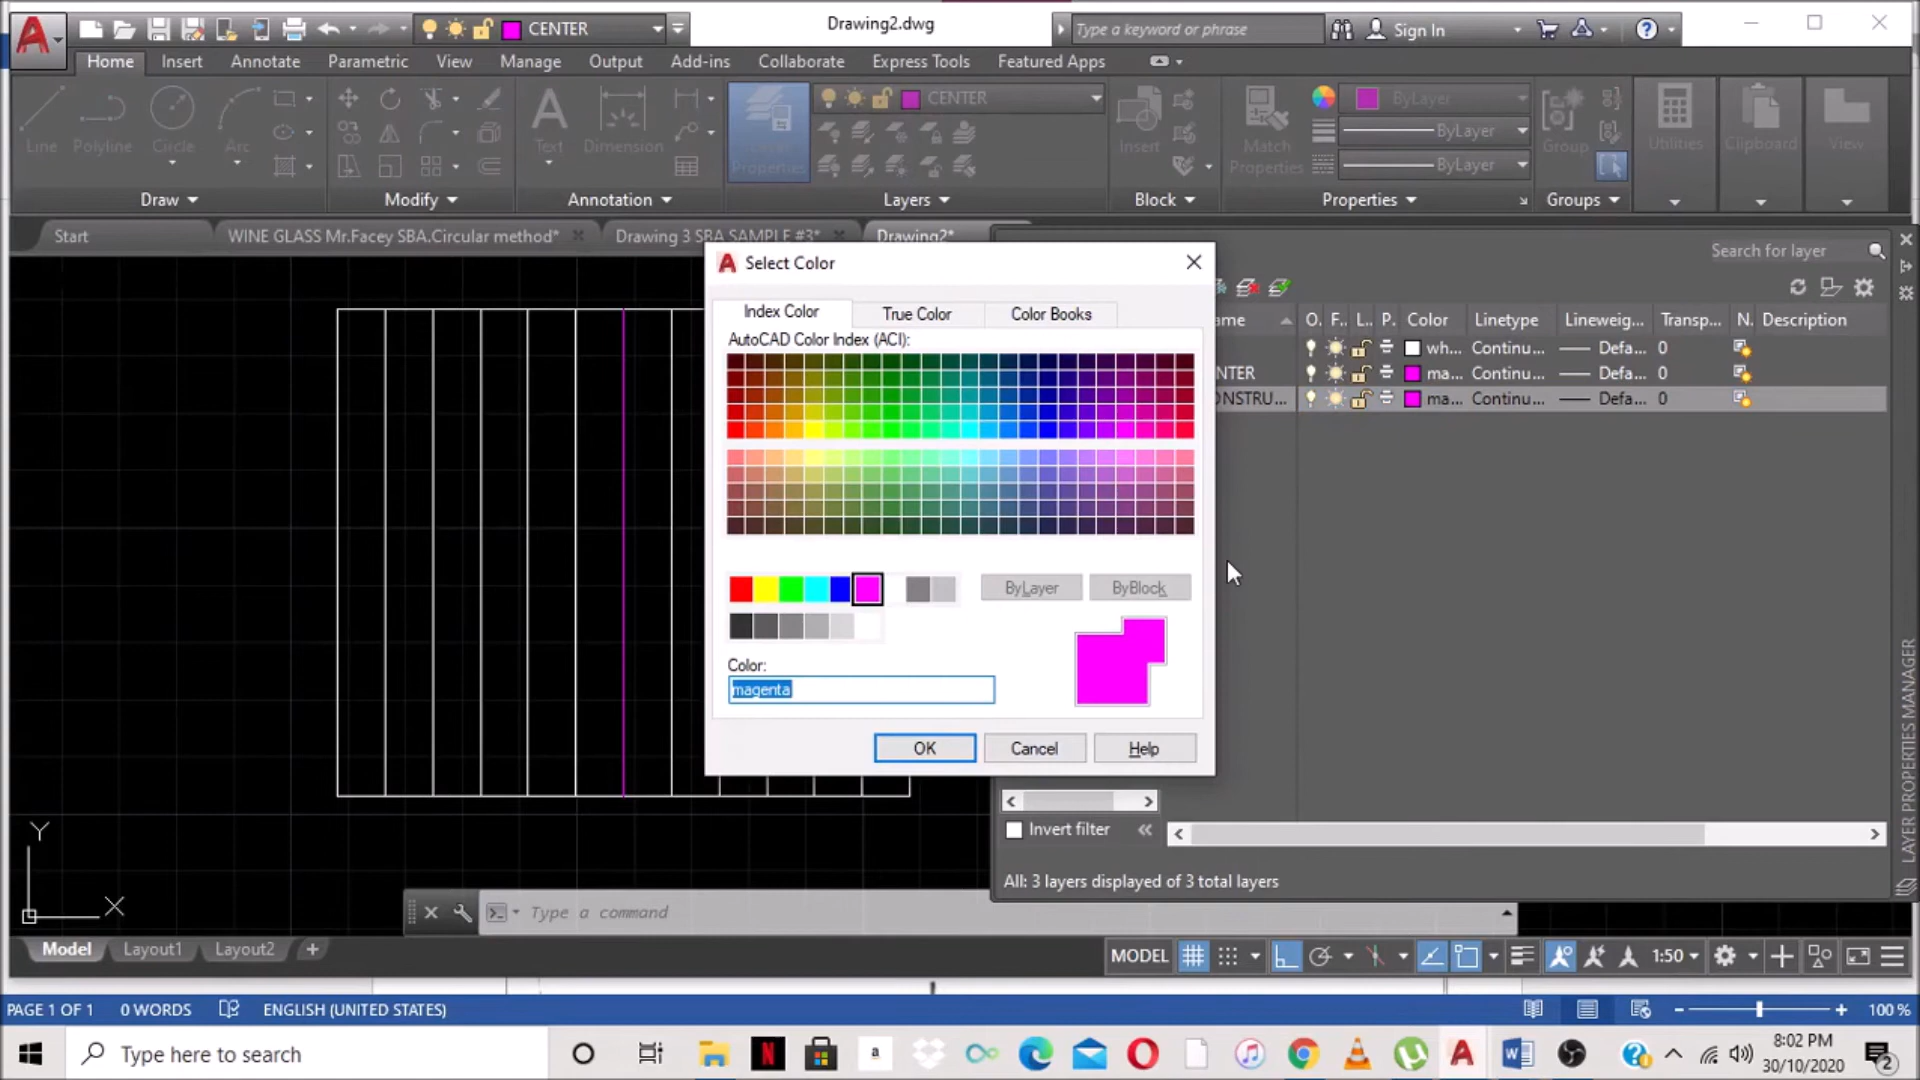 CENTER
Drawing2.dwg
Type a keyword or phrase
Sign In
Home Insert Annotate Parametric View Manage Output Add-ins Collaborate Express Tools Featured Apps
Line Polyline Circle Arc
Text Dimension
Layer Properties
CENTER
Insert
Match Properties
ByLayer
ByLayer
ByLayer
Group
Utilities
Clipboard
View
Draw Modify Annotation Layers Block Properties Groups
Start
WINE GLASS Mr.Facey SBA.Circular method*
Drawing 3 SBA SAMPLE #3*
Drawing2*
Select Color
Index Color True Color Color Books
AutoCAD Color Index (ACI):
ByLayer ByBlock
Color:
magenta
OK Cancel Help
Search for layer
ame O. F.. L.. P. Color Linetype Lineweig... Transp... N. Description
wh... Continu... Defa... 0
NTER ma... Continu... Defa... 0
ONSTRU... ma... Continu... Defa... 0
Invert filter
All: 3 layers displayed of 3 total layers
LAYER PROPERTIES MANAGER
Y
X
Type a command
Model Layout1 Layout2
MODEL
1:50
PAGE 1 OF 1 0 WORDS ENGLISH (UNITED STATES)
100 %
Type here to search
N
a
8:02 PM
30/10/2020
2